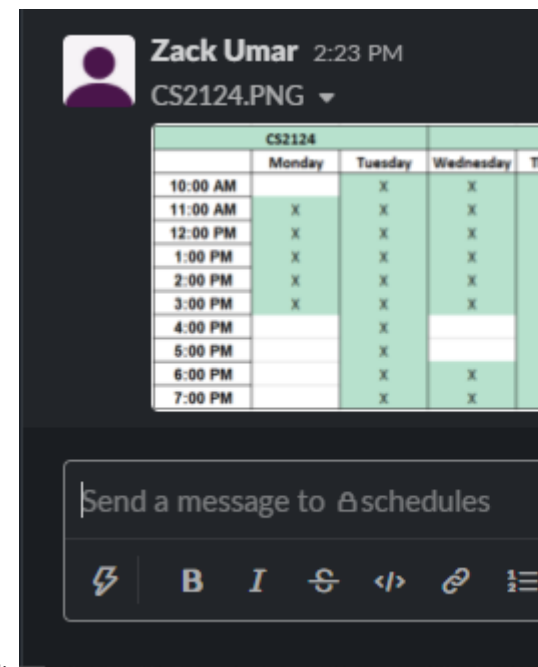 Zack Umar 2:23 PM
CS2124.PNG
CS2124
Monday Tuesday Wednesday T
10:00 AM X X
11:00 AM X X X
12:00 PM X X X
1:00 PM X X X
2:00 PM X X X
3:00 PM X X X
4:00 PM X
5:00 PM X
6:00 PM X X
7:00 PM X X
Send a message to schedules
B I S </>